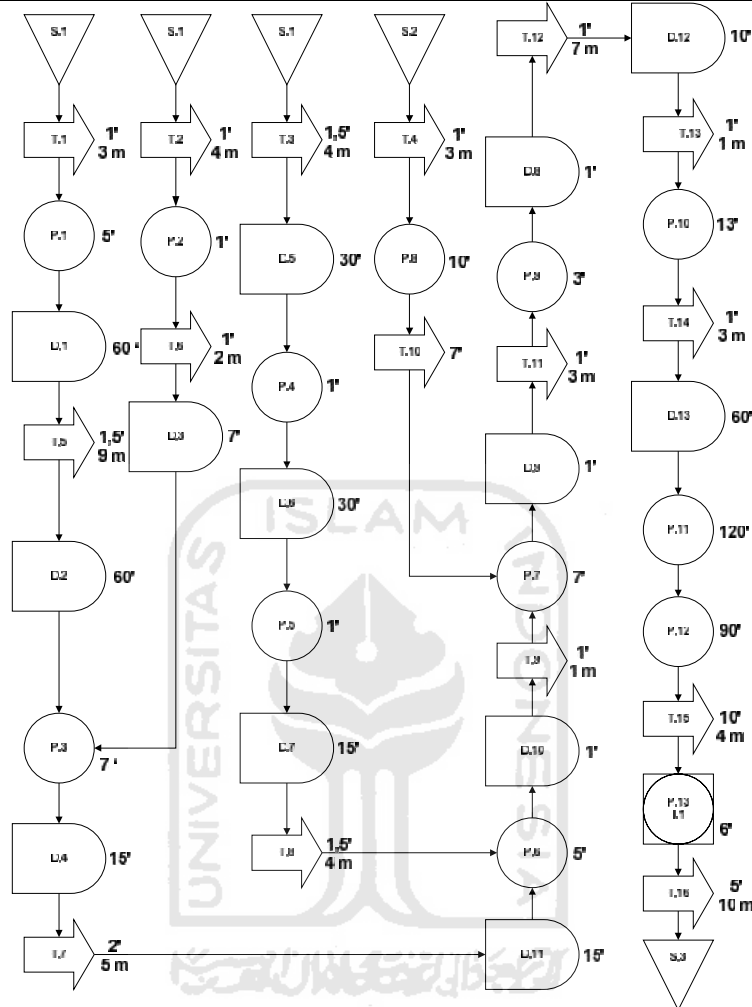 S.1
T.1
1'
3 m
P.1
5'
D.1
60 '
T.5
1,5'
9 m
D.2
60'
P.3
7 '
D.4
15'
T.7
2'
5 m
S.1
T.2
1'
4 m
P.2
1'
T.6
1'
2 m
D.3
7'
S.1
T.3
1,5'
4 m
D.5
30'
P.4
1'
D.6
30'
P.5
1'
D.7
15'
T.8
1,5'
4 m
S.2
T.4
1'
3 m
P.8
10'
T.10
7'
T.12
1'
7 m
D.8
1'
P.9
3'
T.11
1'
3 m
D.9
1'
P.7
7'
T.9
1'
1 m
D.10
1'
P.6
5'
D.11
15'
D.12
10'
T.13
1'
1 m
P.10
13'
T.14
1'
3 m
D.13
60'
P.11
120'
P.12
90'
T.15
10'
4 m
P.13
I.1
6'
T.16
5'
10 m
S.3
UNIVERSITAS
ISLAM
INDONESIA